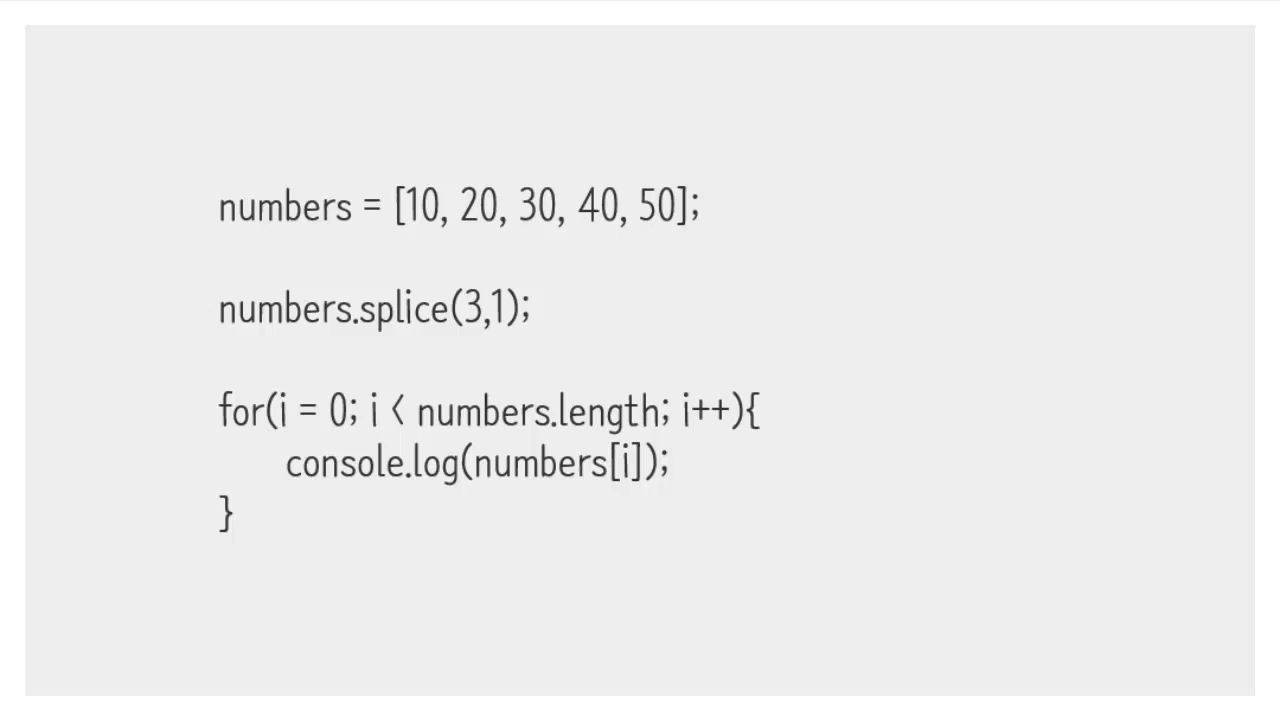 numbers = [10, 20, 30, 40, 50];
numbers.splice(3,1);
for(i = 0; i < numbers.length; i++){
console.log(numbers[i]);
}